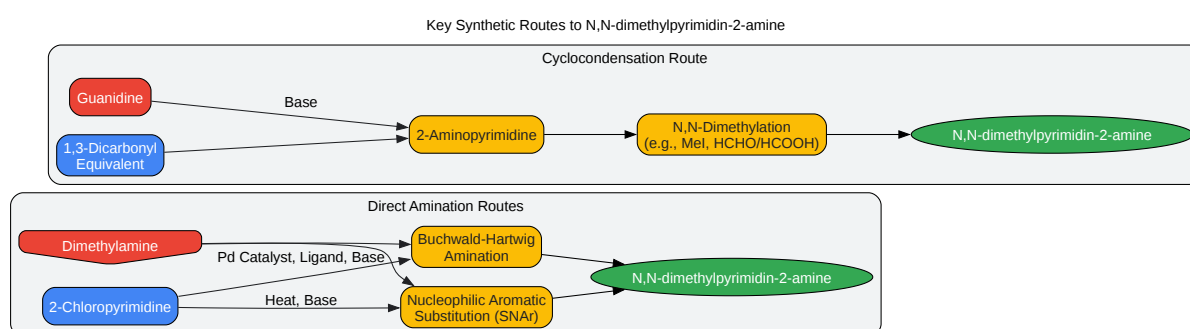 Key Synthetic Routes to N,N-dimethylpyrimidin-2-amine
Cyclocondensation Route
Guanidine
Base
1,3-Dicarbonyl
Equivalent
2-Aminopyrimidine
N,N-Dimethylation
(e.g., MeI, HCHO/HCOOH)
N,N-dimethylpyrimidin-2-amine
Direct Amination Routes
Dimethylamine
Pd Catalyst, Ligand, Base
Buchwald-Hartwig
Amination
2-Chloropyrimidine
Heat, Base
Nucleophilic Aromatic
Substitution (SNAr)
N,N-dimethylpyrimidin-2-amine